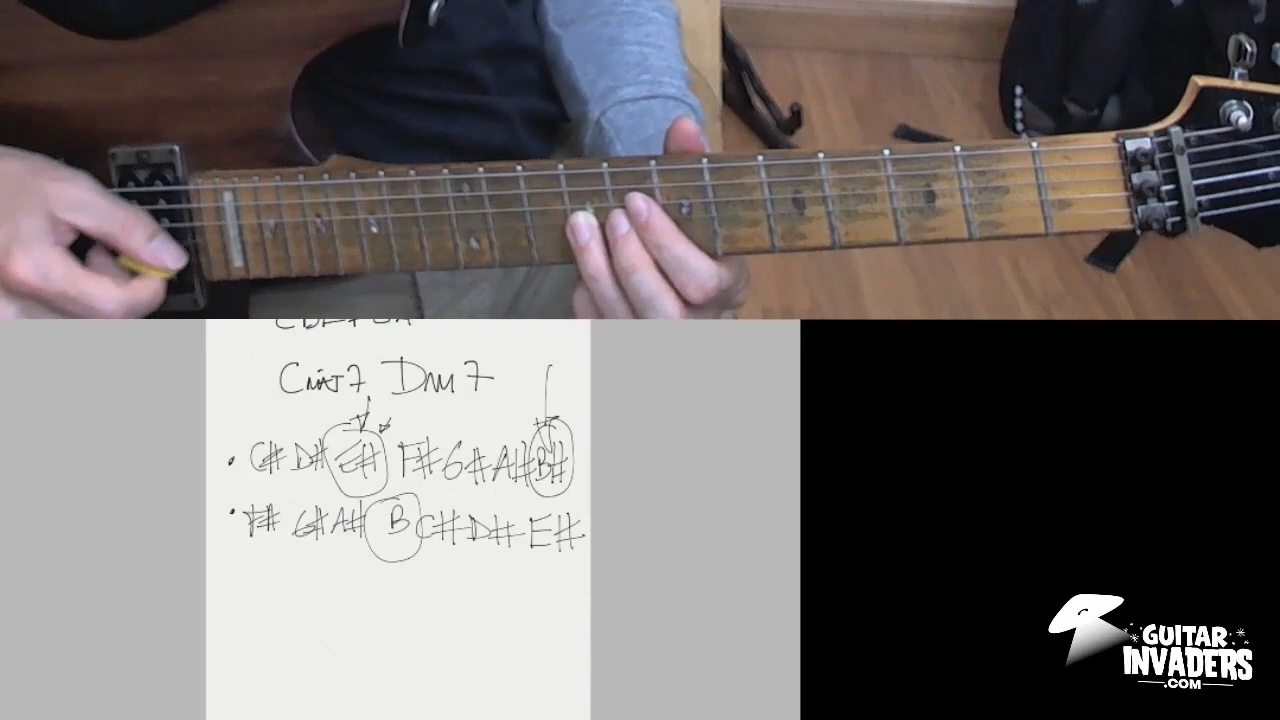 Cmaj7 Dm7
• C# D# E# F# G# A# B#
• F# G# A# B C# D# E#
GUITAR
INVADERS
.COM